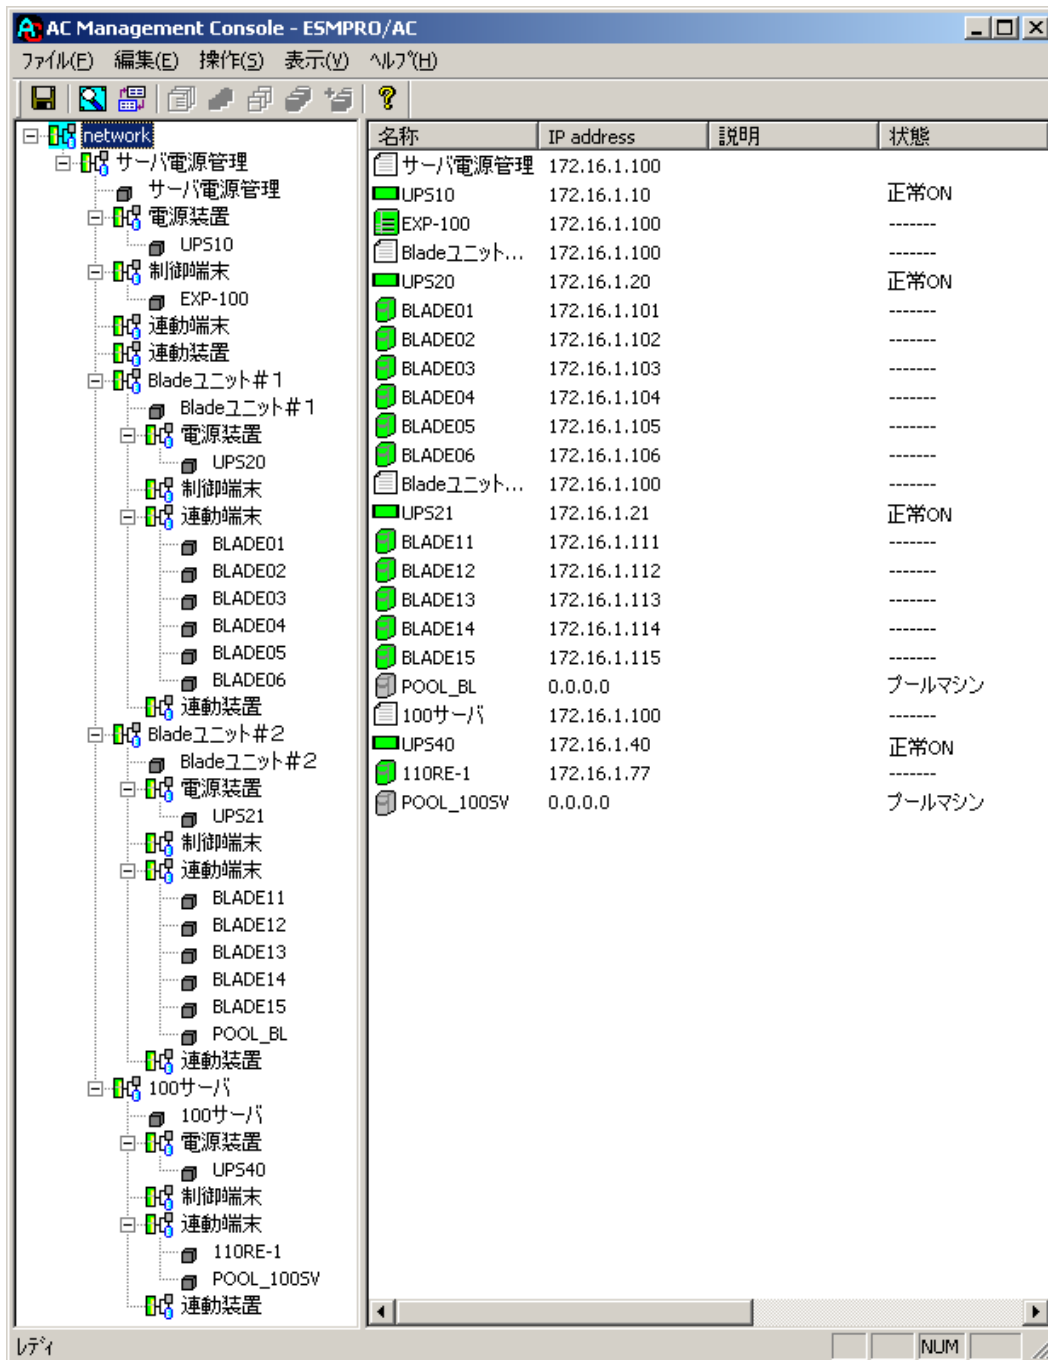 AC Management Console - ESMPRO/AC
ﾌｧｲﾙ(F) 編集(E) 操作(S) 表示(V) ﾍﾙﾌﾟ(H)
network
サーバ電源管理
サーバ電源管理
電源装置
UPS10
制御端末
EXP-100
連動端末
連動装置
Bladeユニット＃１
Bladeユニット＃１
電源装置
UPS20
制御端末
連動端末
BLADE01
BLADE02
BLADE03
BLADE04
BLADE05
BLADE06
連動装置
Bladeユニット＃２
Bladeユニット＃２
電源装置
UPS21
制御端末
連動端末
BLADE11
BLADE12
BLADE13
BLADE14
BLADE15
POOL_BL
連動装置
100サーバ
100サーバ
電源装置
UPS40
制御端末
連動端末
110RE-1
POOL_100SV
連動装置
名称 IP address 説明 状態
サーバ電源管理 172.16.1.100
UPS10 172.16.1.10 正常ON
EXP-100 172.16.1.100 -------
Bladeユニット... 172.16.1.100 -------
UPS20 172.16.1.20 正常ON
BLADE01 172.16.1.101 -------
BLADE02 172.16.1.102 -------
BLADE03 172.16.1.103 -------
BLADE04 172.16.1.104 -------
BLADE05 172.16.1.105 -------
BLADE06 172.16.1.106 -------
Bladeユニット... 172.16.1.100 -------
UPS21 172.16.1.21 正常ON
BLADE11 172.16.1.111 -------
BLADE12 172.16.1.112 -------
BLADE13 172.16.1.113 -------
BLADE14 172.16.1.114 -------
BLADE15 172.16.1.115 -------
POOL_BL 0.0.0.0 プールマシン
100サーバ 172.16.1.100 -------
UPS40 172.16.1.40 正常ON
110RE-1 172.16.1.77 -------
POOL_100SV 0.0.0.0 プールマシン
ﾚﾃﾞｨ NUM